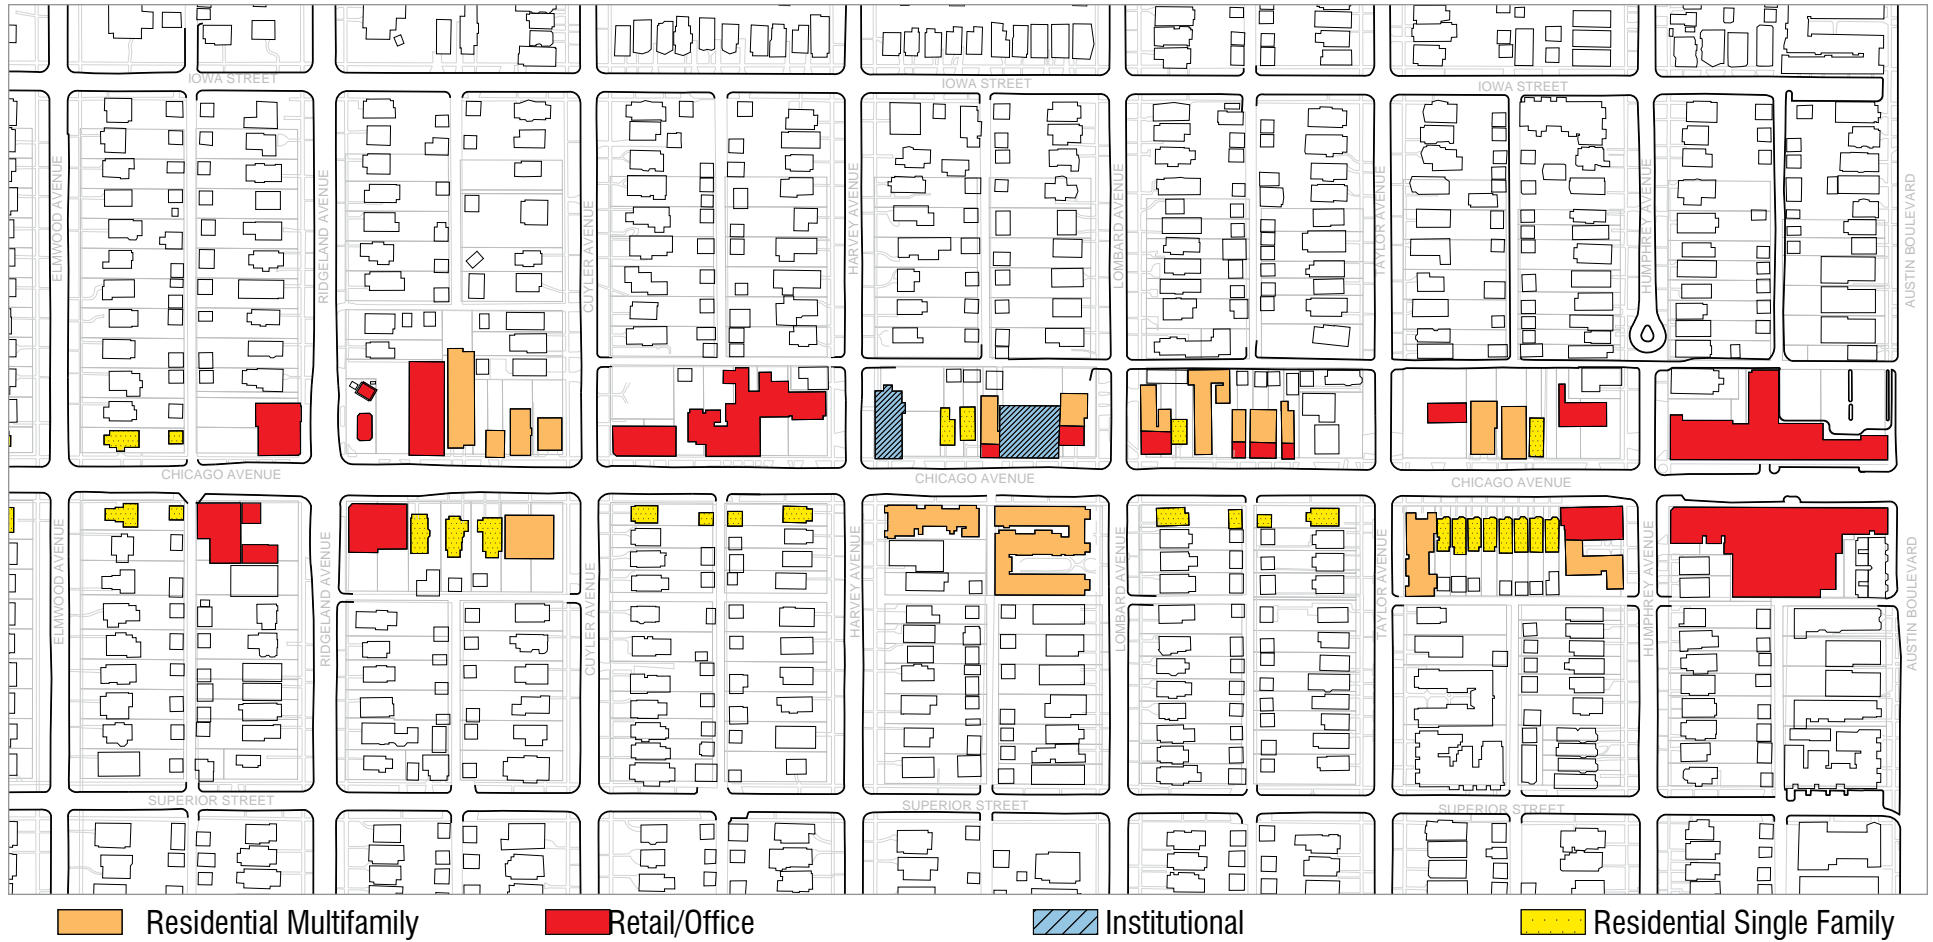 IOWA STREET
IOWA STREET
IOWA STREET
ELMWOOD AVENUE
RIDGELAND AVENUE
CUYLER AVENUE
HARVEY AVENUE
LOMBARD AVENUE
TAYLOR AVENUE
HUMPHREY AVENUE
AUSTIN BOULEVARD
CHICAGO AVENUE
CHICAGO AVENUE
CHICAGO AVENUE
ELMWOOD AVENUE
RIDGELAND AVENUE
CUYLER AVENUE
HARVEY AVENUE
LOMBARD AVENUE
TAYLOR AVENUE
HUMPHREY AVENUE
AUSTIN BOULEVARD
SUPERIOR STREET
SUPERIOR STREET
SUPERIOR STREET
Residential Multifamily
Retail/Office
Institutional
Residential Single Family